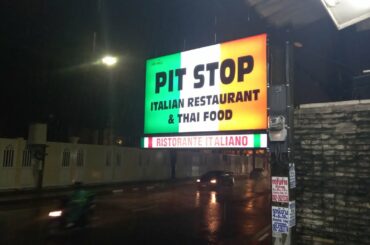 PIT STOP
ITALIAN RESTAURANT
& THAI FOOD
RISTORANTE ITALIANO